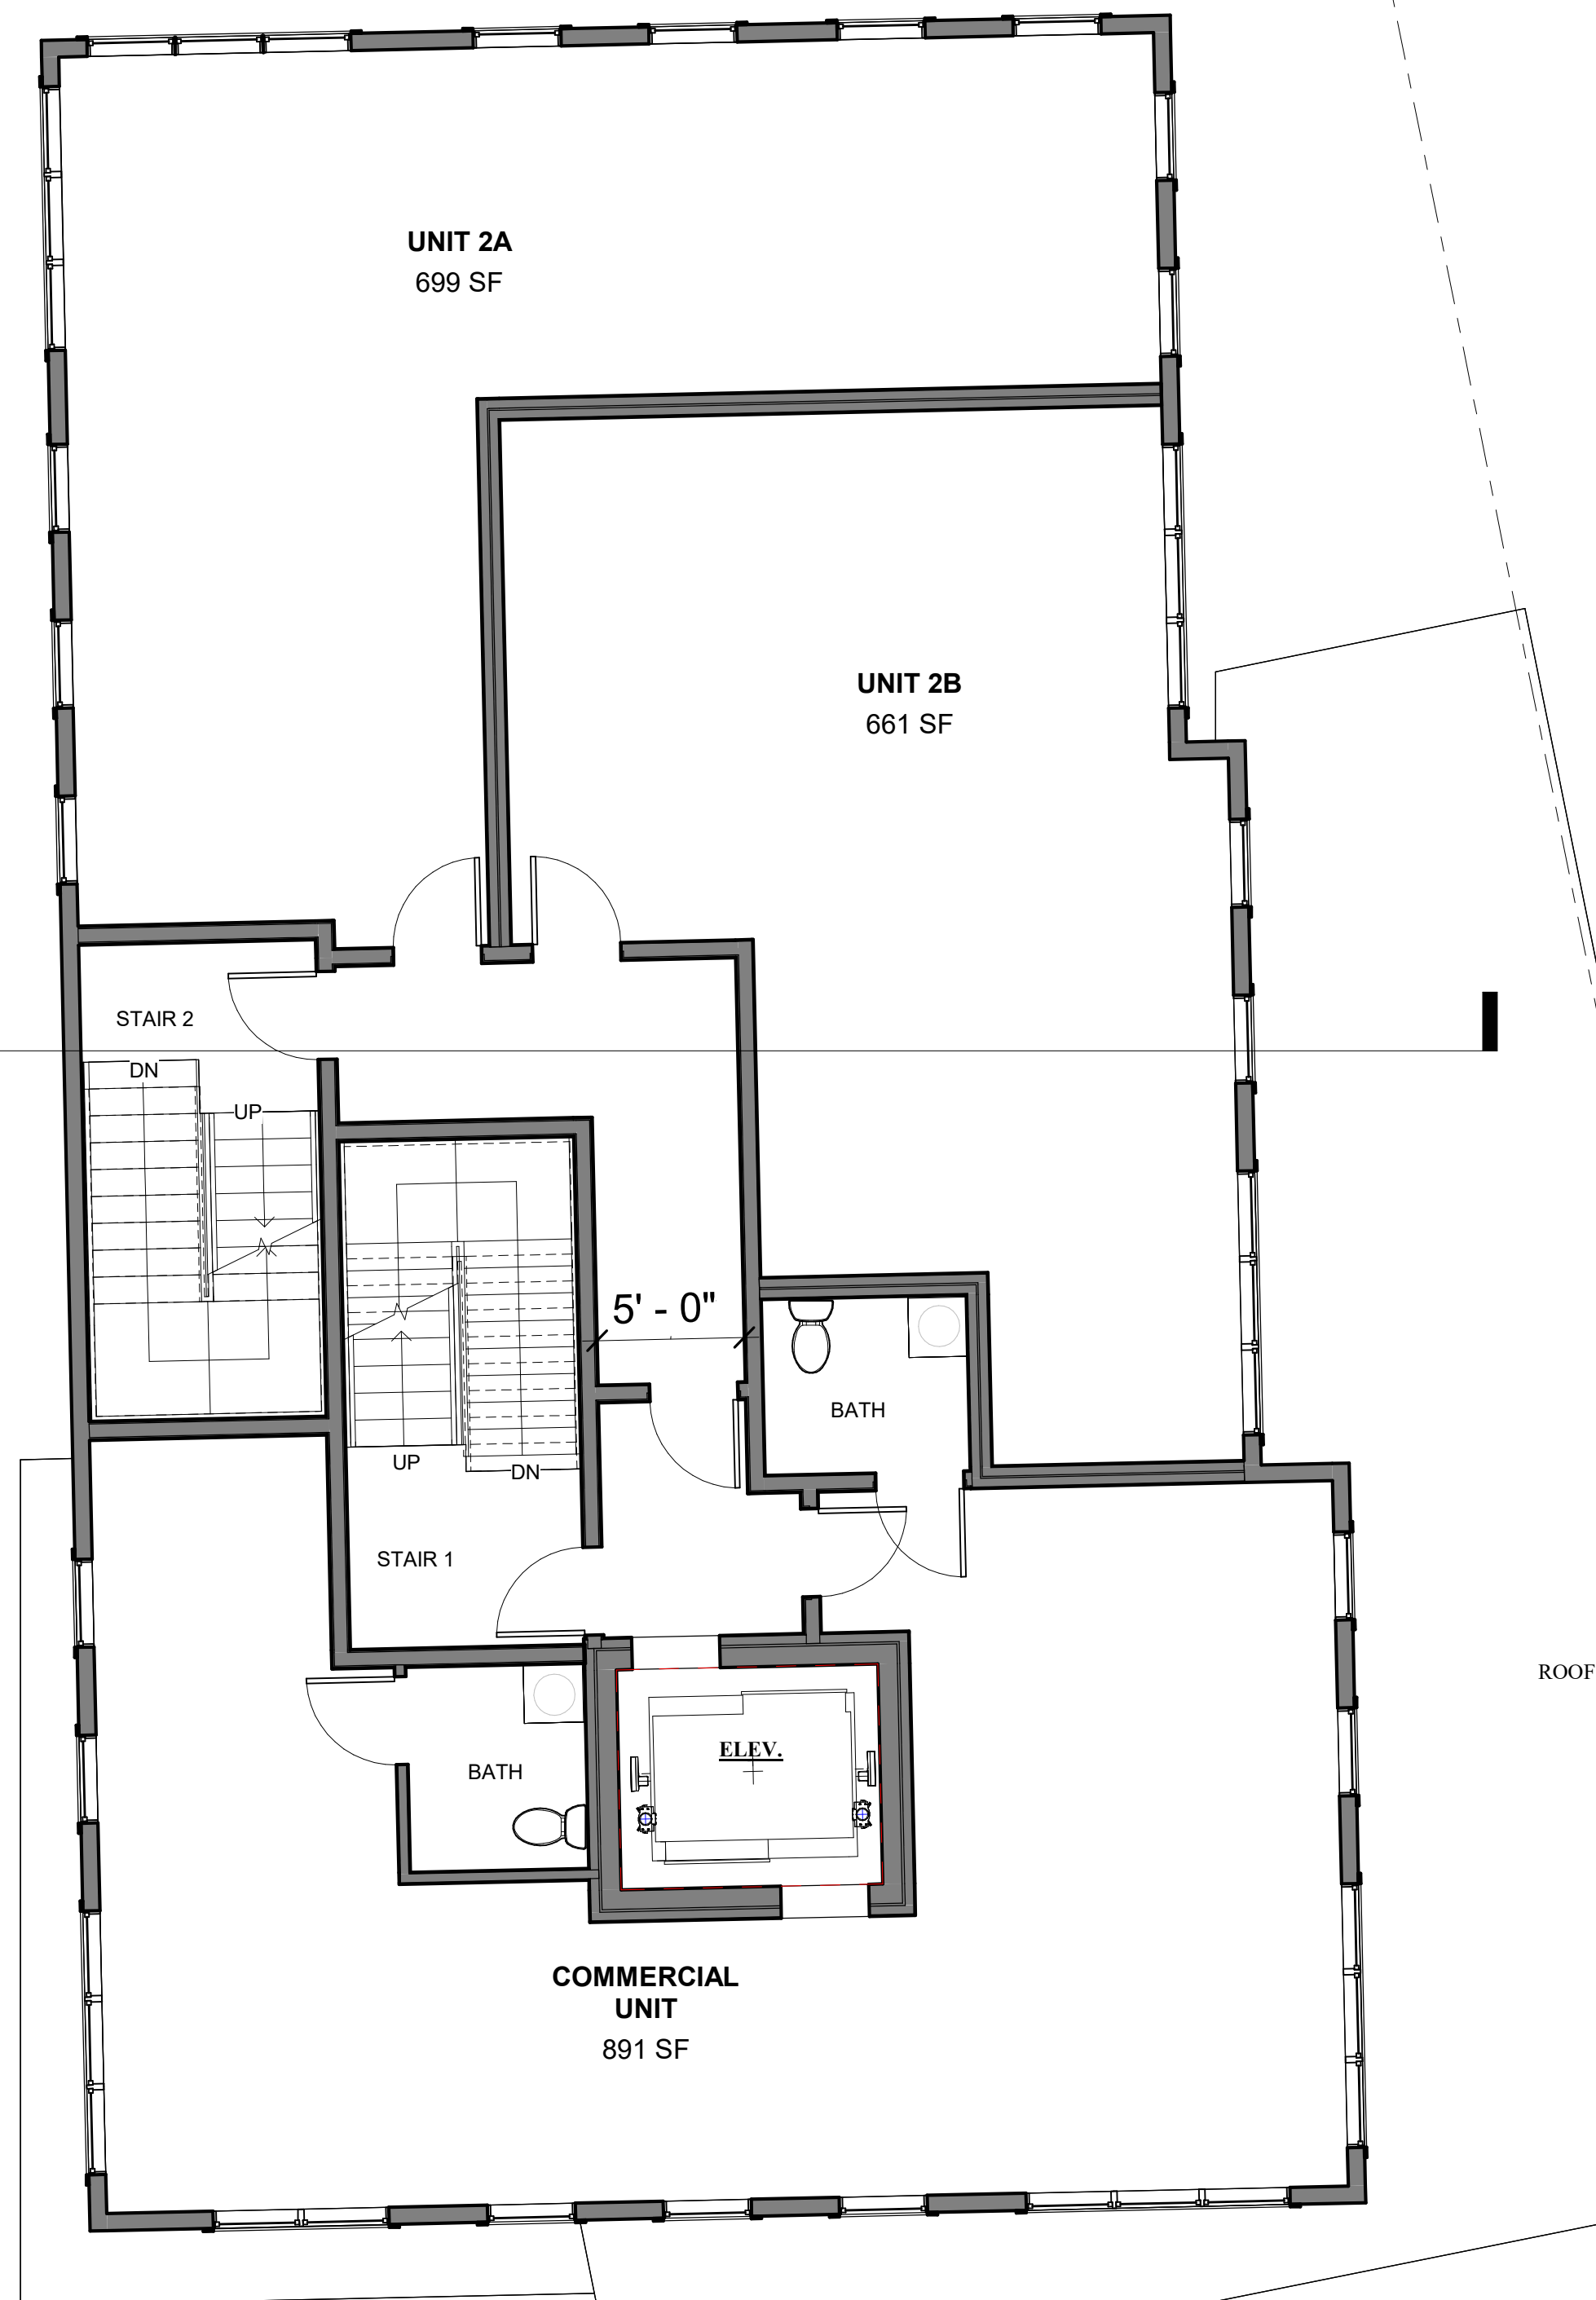 UNIT 2A
699 SF
UNIT 2B
661 SF
STAIR 2
DN
UP
5' - 0"
BATH
UP
DN
STAIR 1
ROOF
ELEV.
BATH
COMMERCIAL
UNIT
891 SF